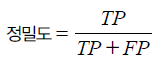 정밀도 = TP / (TP + FP)